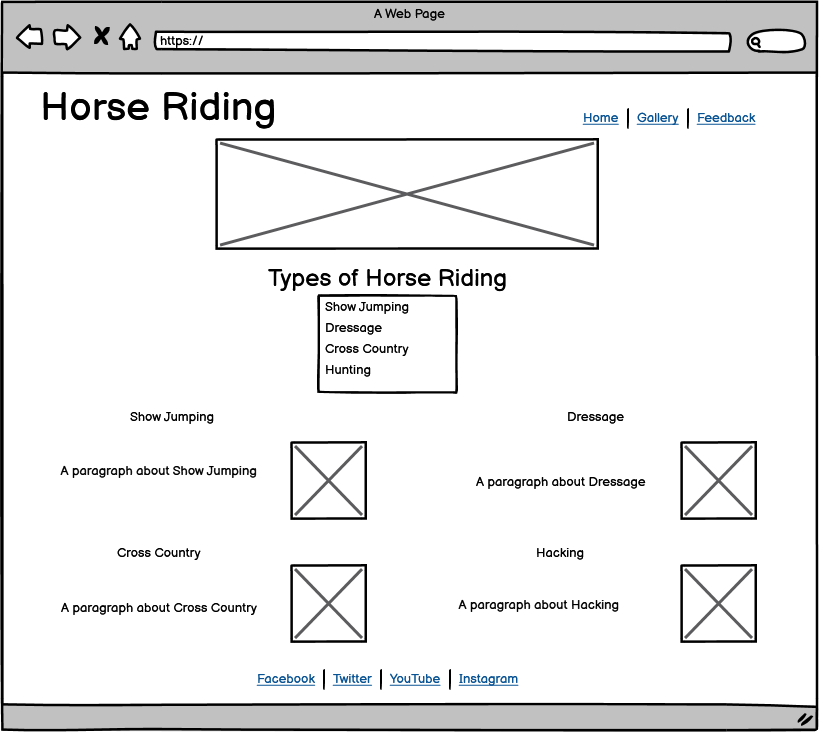 A Web Page
https://
Horse Riding
Home | Gallery | Feedback
Types of Horse Riding
Show Jumping
Dressage
Cross Country
Hunting
Show Jumping
Dressage
A paragraph about Show Jumping
A paragraph about Dressage
Cross Country
Hacking
A paragraph about Cross Country
A paragraph about Hacking
Facebook | Twitter | YouTube | Instagram